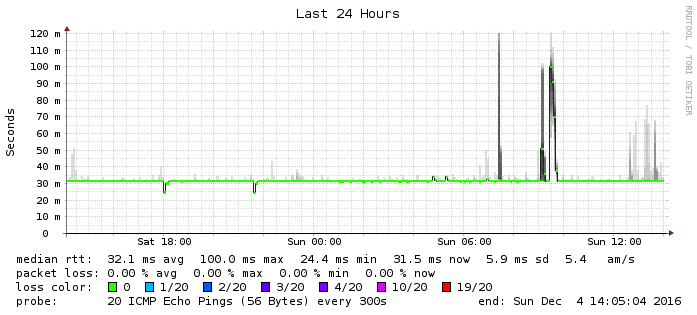 Last 24 Hours
RRDTOOL / TOBI OETIKER
Seconds
120 m
110 m
100 m
90 m
80 m
70 m
60 m
50 m
40 m
30 m
20 m
10 m
0
Sat 18:00 Sun 00:00 Sun 06:00 Sun 12:00
median rtt: 32.1 ms avg 100.0 ms max 24.4 ms min 31.5 ms now 5.9 ms sd 5.4 am/s
packet loss: 0.00 % avg 0.00 % max 0.00 % min 0.00 % now
loss color: 0 1/20 2/20 3/20 4/20 10/20 19/20
probe: 20 ICMP Echo Pings (56 Bytes) every 300s end: Sun Dec 4 14:05:04 2016